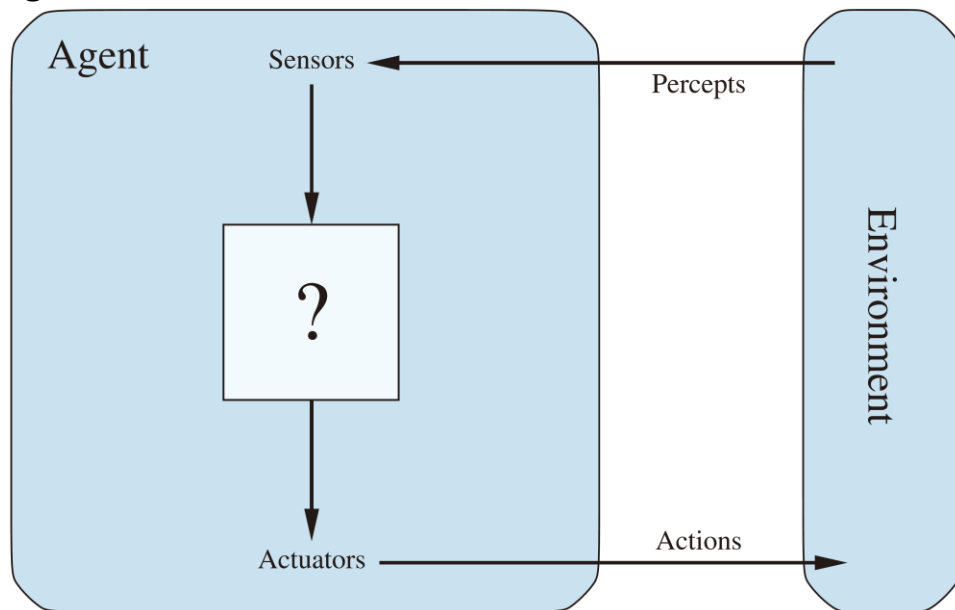 Agent
Sensors
Percepts
?
Environment
Actuators
Actions